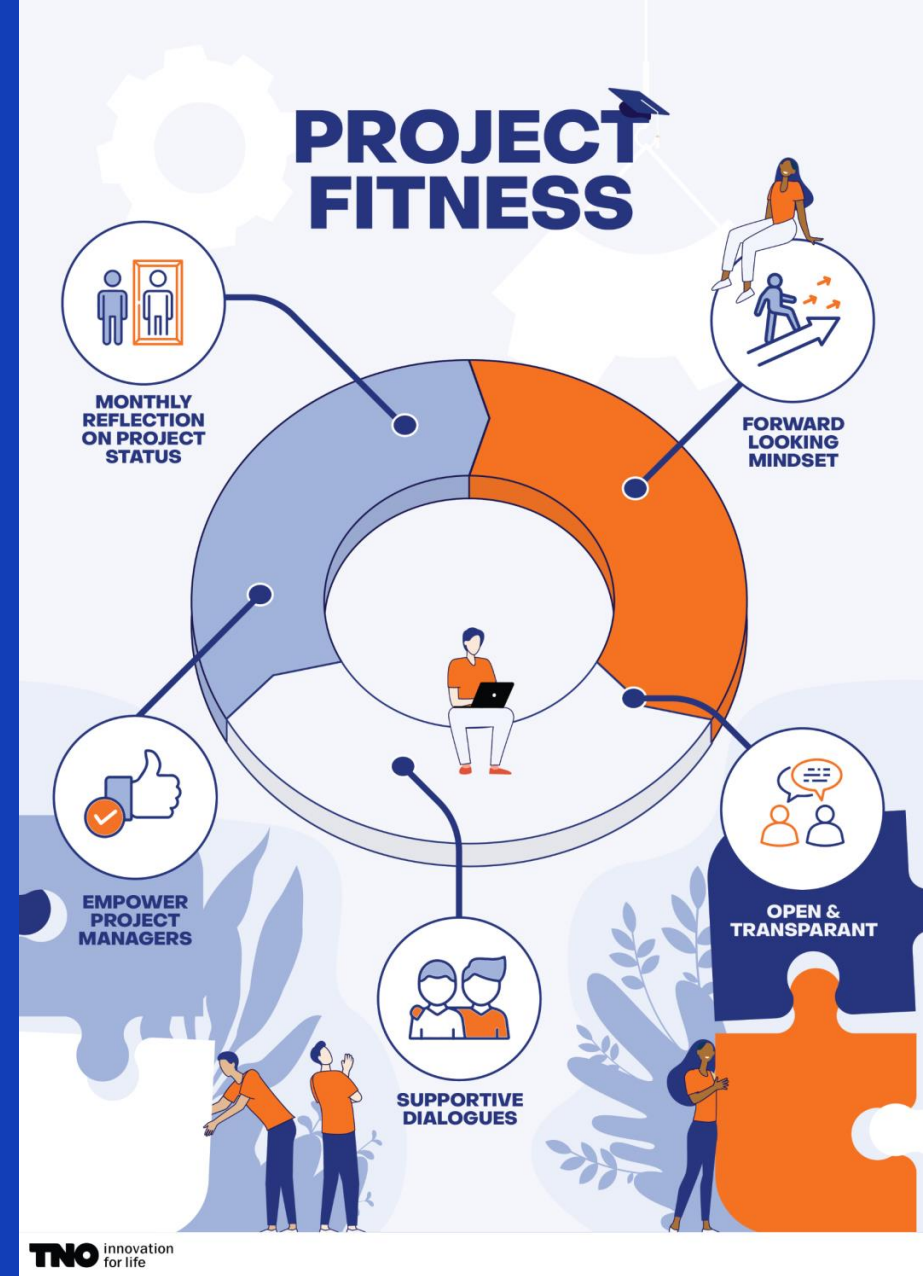 PROJECT
FITNESS
MONTHLY
REFLECTION
ON PROJECT
STATUS
FORWARD
LOOKING
MINDSET
EMPOWER
PROJECT
MANAGERS
OPEN &
TRANSPARANT
SUPPORTIVE
DIALOGUES
TNO innovation
for life